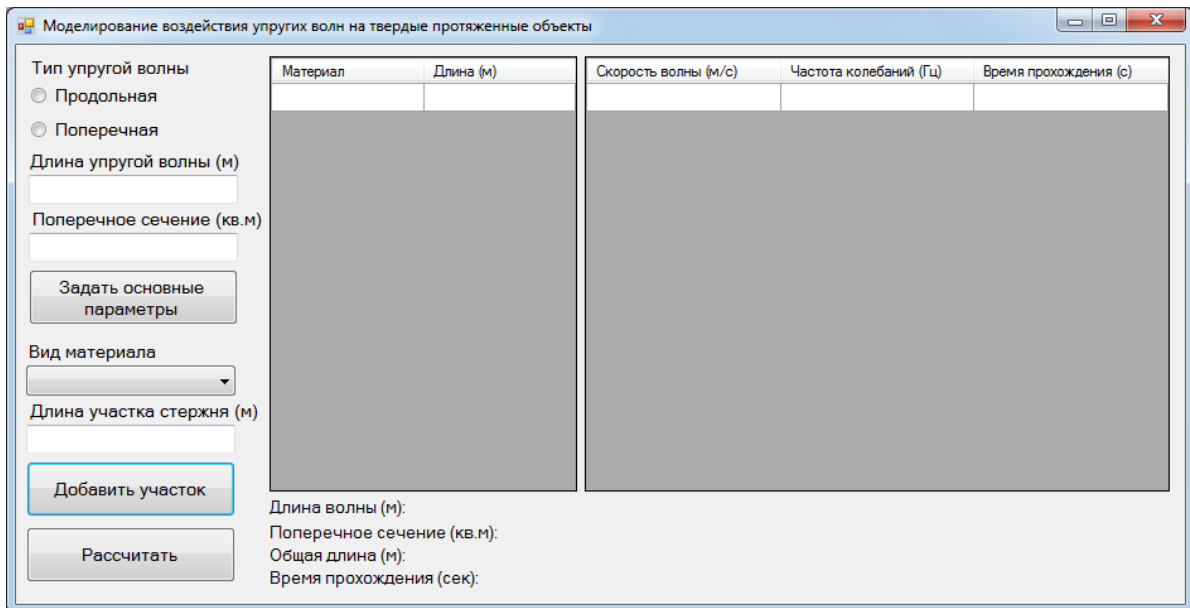 Моделирование воздействия упругих волн на твердые протяженные объекты
Тип упругой волны
Продольная
Поперечная
Длина упругой волны (м)
Поперечное сечение (кв.м)
Задать основные
параметры
Вид материала
Длина участка стержня (м)
Добавить участок
Рассчитать
Материал Длина (м)
Скорость волны (м/с) Частота колебаний (Гц) Время прохождения (с)
Длина волны (м):
Поперечное сечение (кв.м):
Общая длина (м):
Время прохождения (сек):